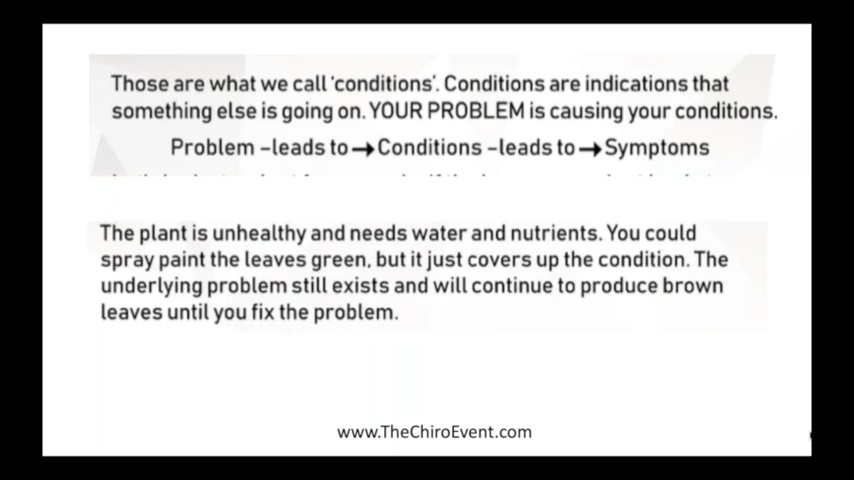 Those are what we call 'conditions'. Conditions are indications that
something else is going on. YOUR PROBLEM is causing your conditions.
Problem –leads to→Conditions –leads to→Symptoms
The plant is unhealthy and needs water and nutrients. You could
spray paint the leaves green, but it just covers up the condition. The
underlying problem still exists and will continue to produce brown
leaves until you fix the problem.
www.TheChiroEvent.com